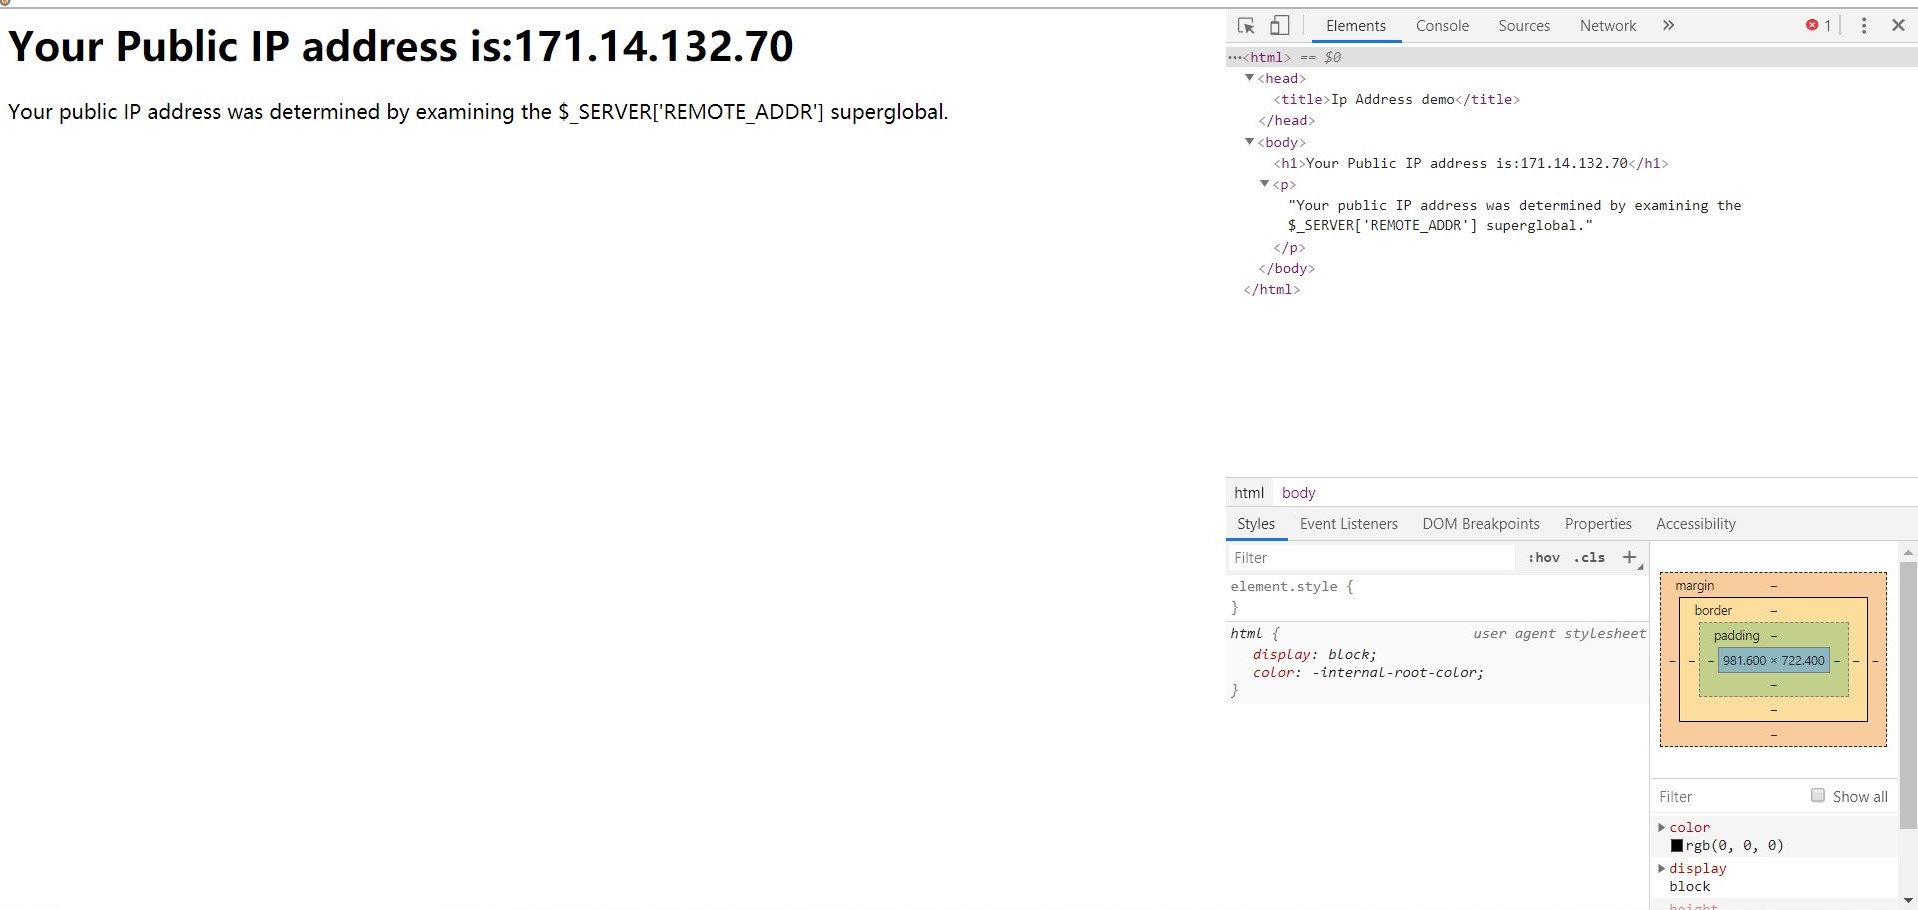 Your Public IP address is:171.14.132.70
Your public IP address was determined by examining the $_SERVER['REMOTE_ADDR'] superglobal.
Elements Console Sources Network » 1
···<html> == $0
<head>
<title>Ip Address demo</title>
</head>
<body>
<h1>Your Public IP address is:171.14.132.70</h1>
<p>
"Your public IP address was determined by examining the
$_SERVER['REMOTE_ADDR'] superglobal."
</p>
</body>
</html>
html body
Styles Event Listeners DOM Breakpoints Properties Accessibility
Filter :hov .cls +
element.style {
}
html { user agent stylesheet
display: block;
color: -internal-root-color;
}
margin –
border –
padding –
– – – 981.600 × 722.400 – – –
–
–
–
Filter Show all
color
rgb(0, 0, 0)
display
block
height